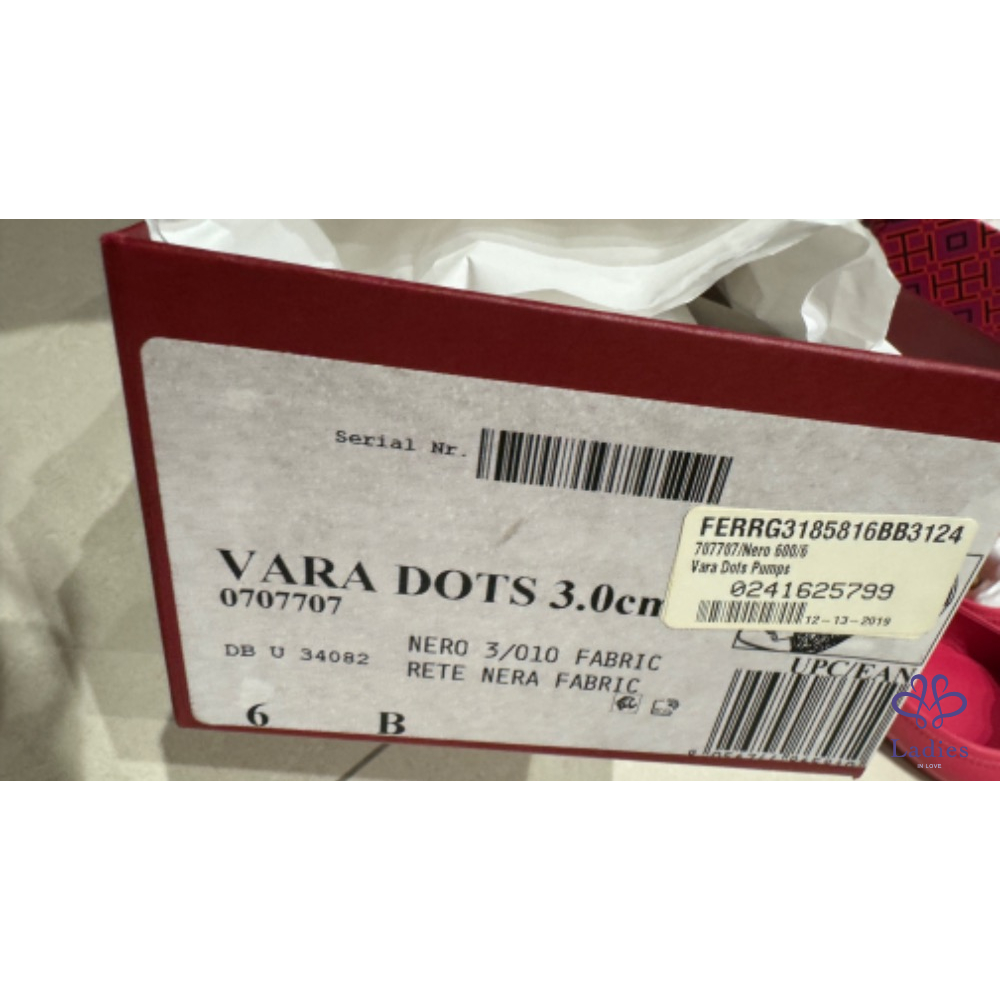 Serial Nr.
FERRG3185816BB3124
707707/Nero 600/6
Vara Dots Pumps
0241625799
12-13-2019
VARA DOTS 3.0cm
0707707
DB U 34082
NERO 3/010 FABRIC
RETE NERA FABRIC
UPC/EAN
6 B
Ladies
IN LOVE